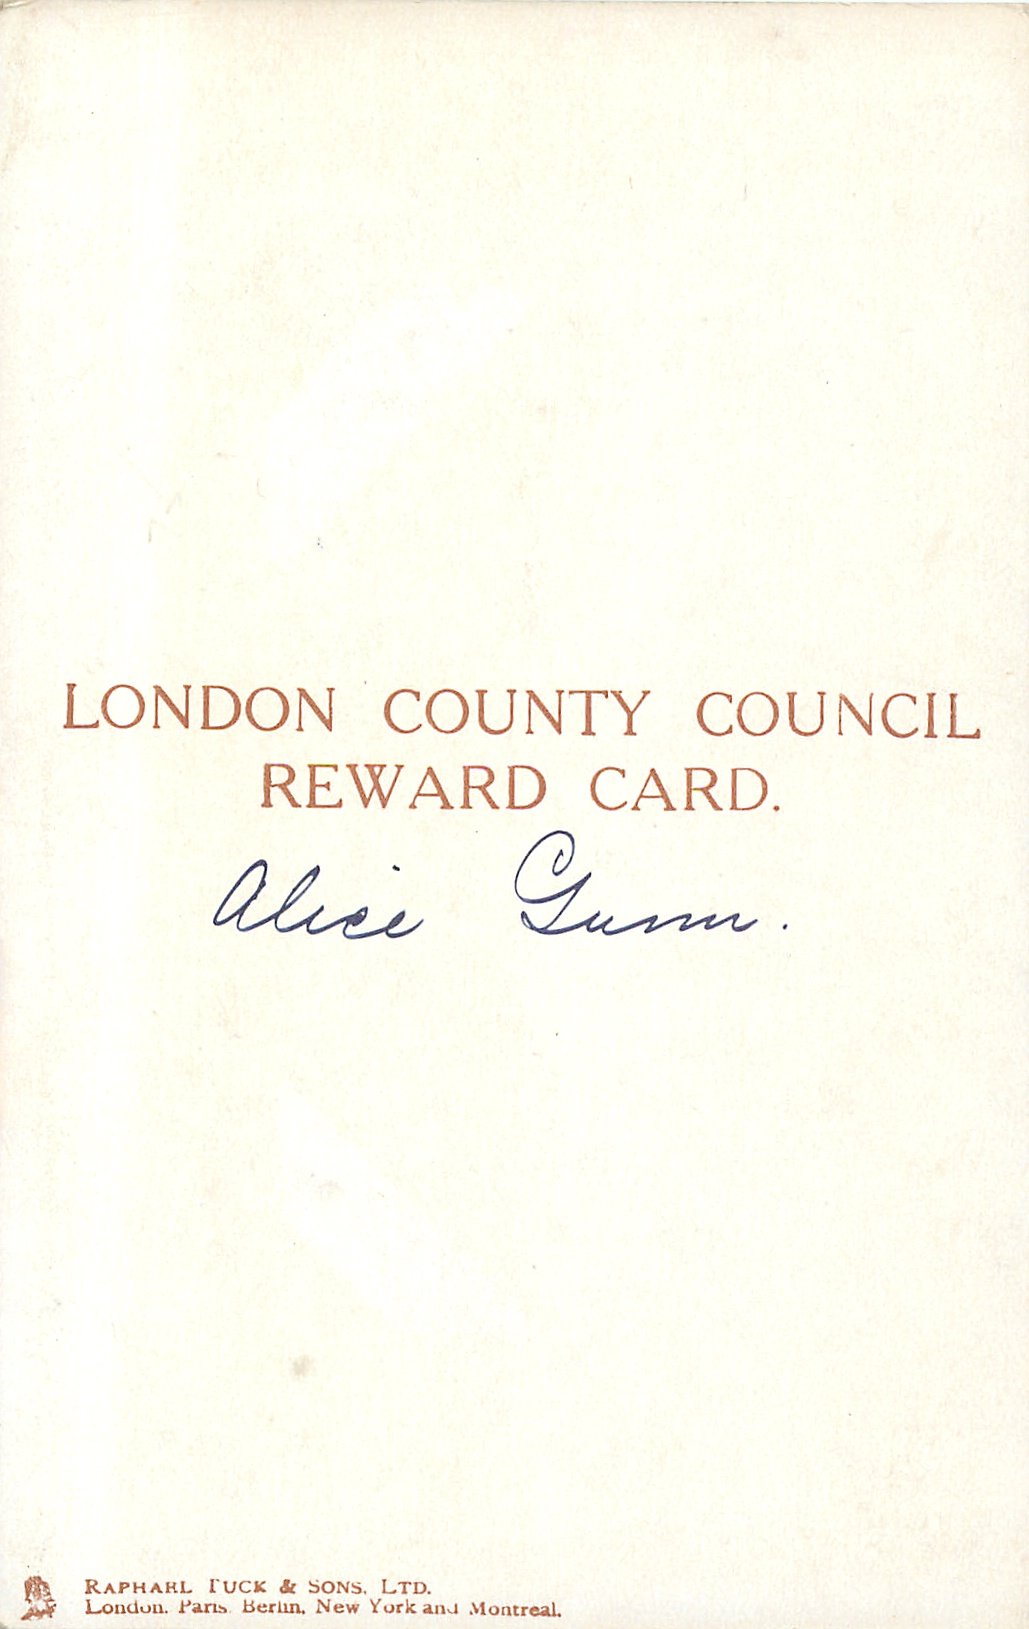 LONDON COUNTY COUNCIL
REWARD CARD.
Alice Gunn.
RAPHAEL TUCK & SONS, LTD.
London, Paris, Berlin, New York and Montreal.